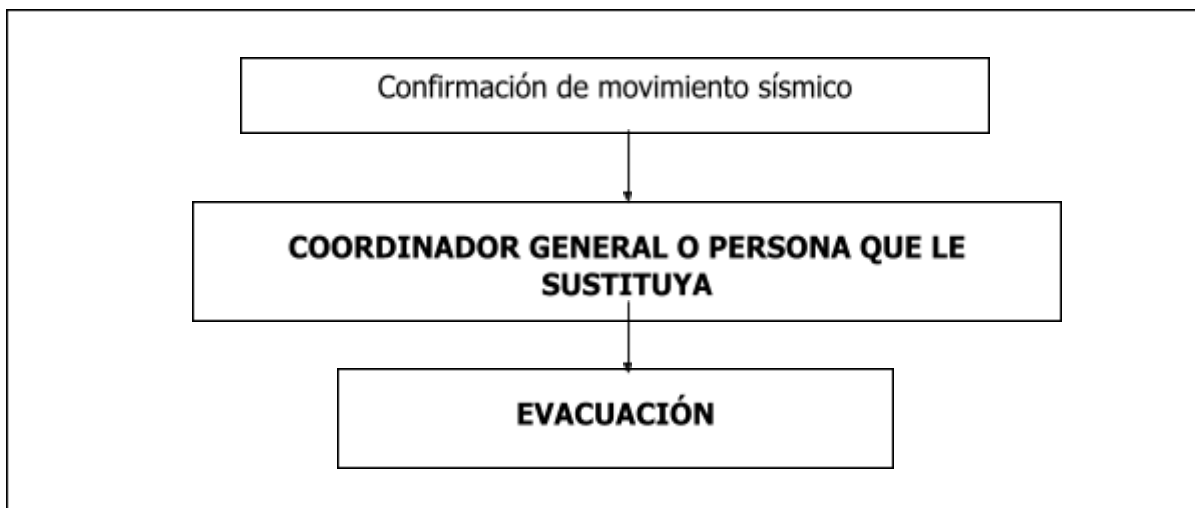 Confirmación de movimiento sísmico
COORDINADOR GENERAL O PERSONA QUE LE
SUSTITUYA
EVACUACIÓN